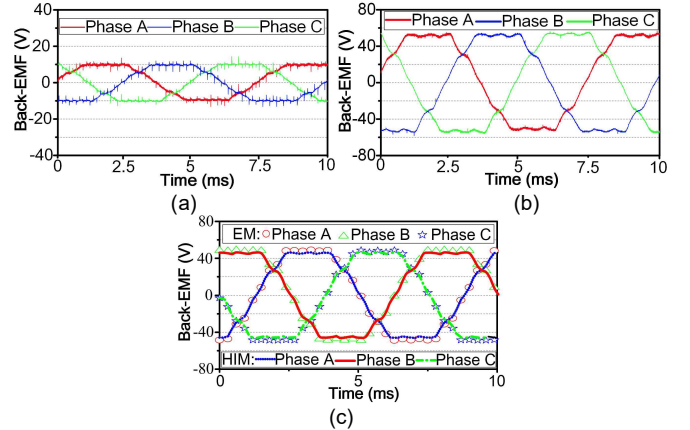 Phase A Phase B Phase C
Back-EMF (V)
40
20
0
-20
-40
0 2.5 5 7.5 10
Time (ms)
(a)
Phase A Phase B Phase C
Back-EMF (V)
80
40
0
-40
-80
0 2.5 5 7.5 10
Time (ms)
(b)
EM: Phase A Phase B Phase C
Back-EMF (V)
80
40
0
-40
-80
HIM: Phase A Phase B Phase C
0 5 10
Time (ms)
(c)